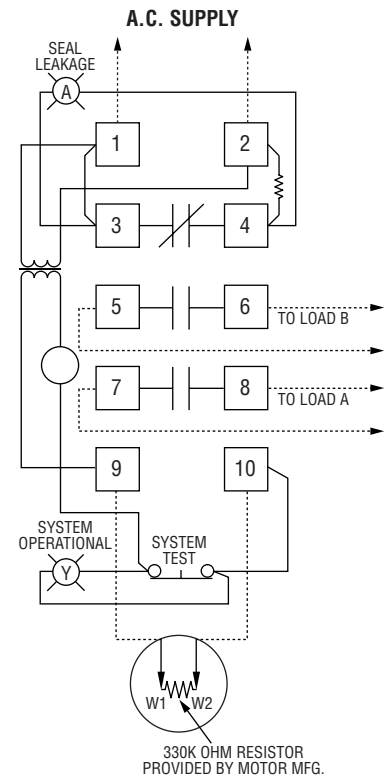 A.C. SUPPLY
SEAL
LEAKAGE
A
1
2
3
4
5
6
TO LOAD B
7
8
TO LOAD A
9
10
SYSTEM
OPERATIONAL
SYSTEM
TEST
Y
W1
W2
330K OHM RESISTOR
PROVIDED BY MOTOR MFG.